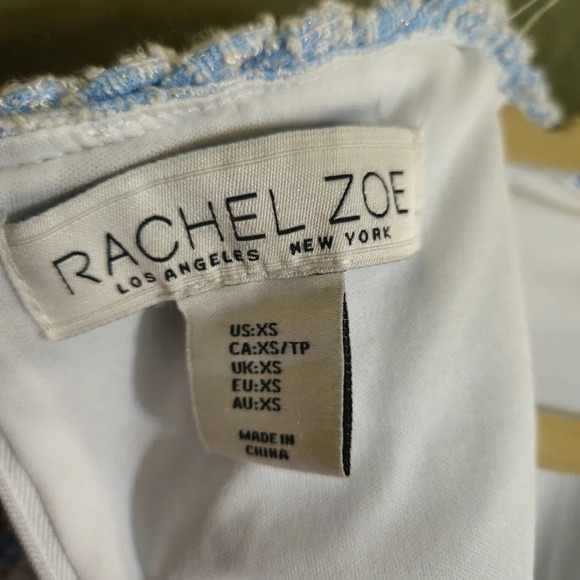 RACHEL ZOE
LOS ANGELES NEW YORK
US:XS
CA:XS/TP
UK:XS
EU:XS
AU:XS
MADE IN
CHINA